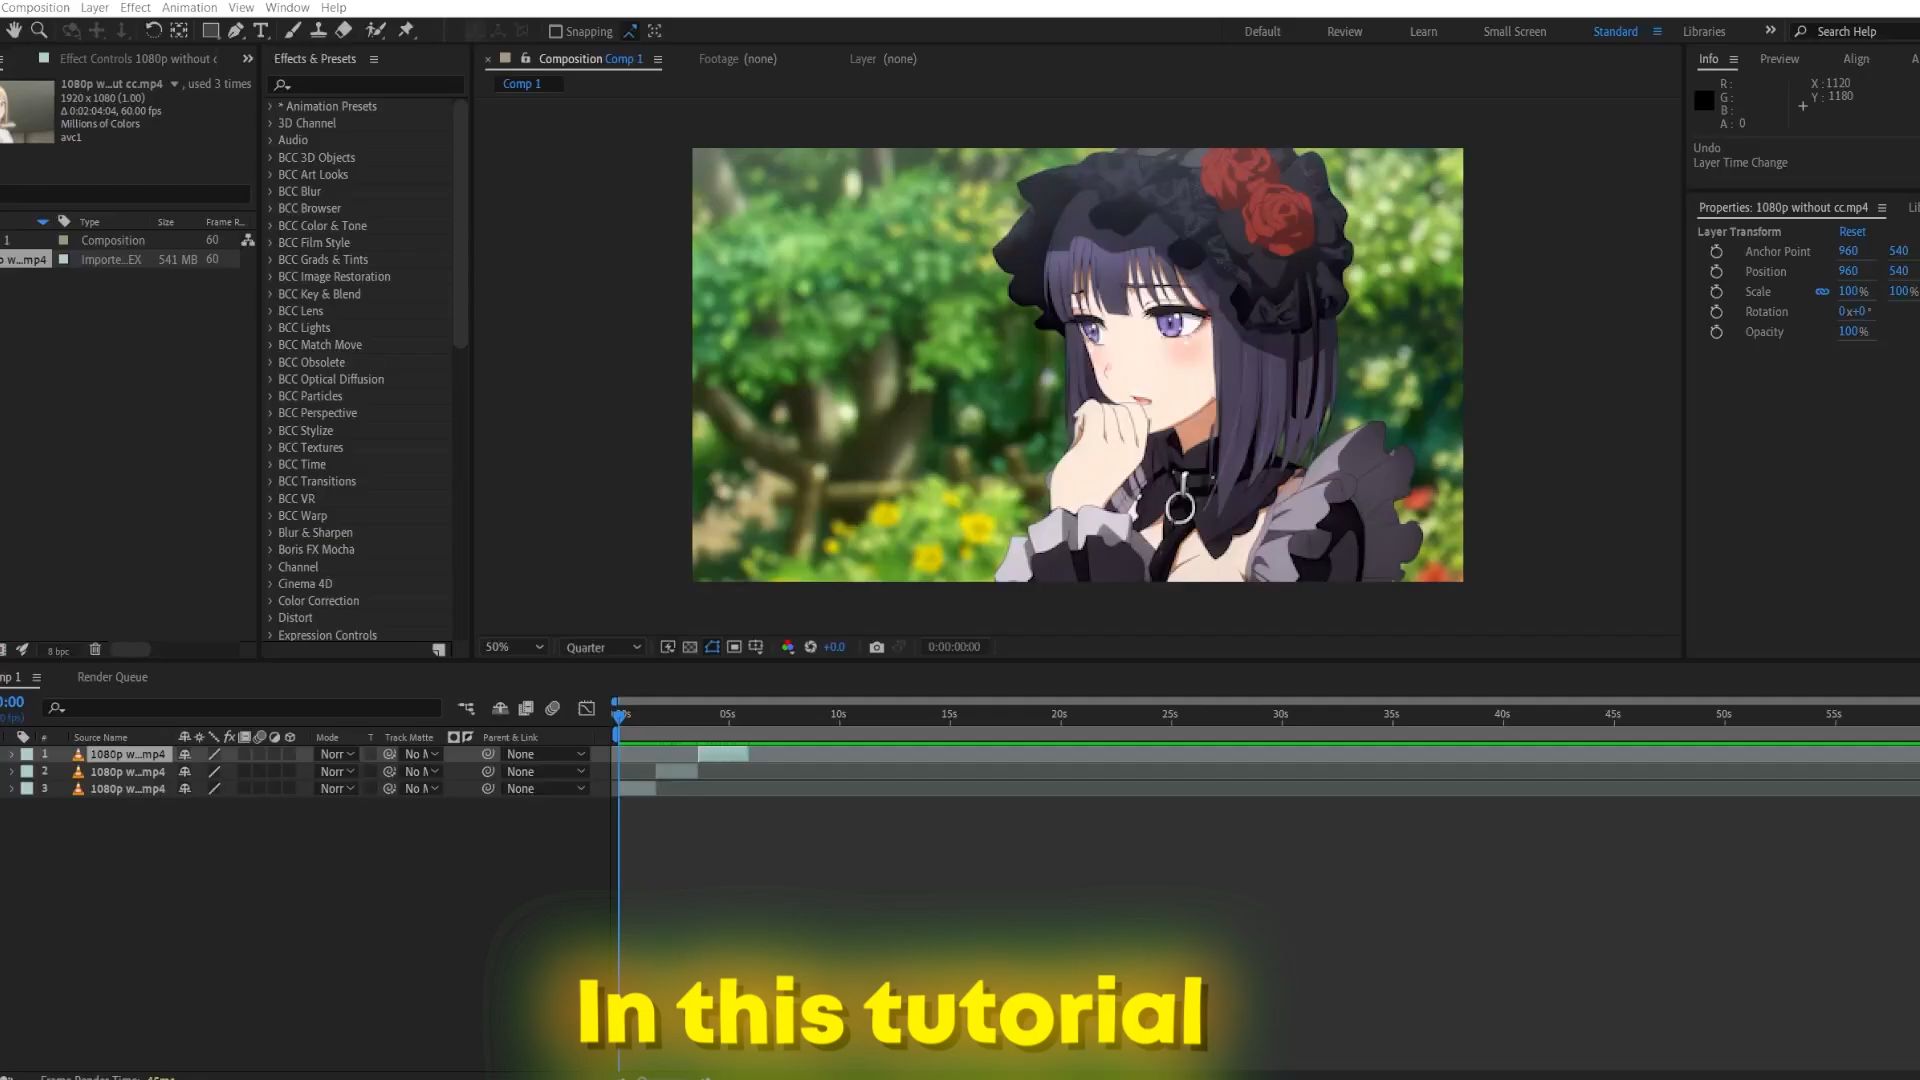 Composition Layer Effect Animation View Window Help
Snapping
Default Review Learn Small Screen Standard Libraries Search Help
Effect Controls 1080p without c
1080p w...ut cc.mp4 , used 3 times
1920 x 1080 (1.00)
Δ 0:02:04:04, 60.00 fps
Millions of Colors
avc1
Type Size Frame R...
1 Composition 60
w...mp4 Importe...EX 541 MB 60
8 bpc
Effects & Presets
* Animation Presets
3D Channel
Audio
BCC 3D Objects
BCC Art Looks
BCC Blur
BCC Browser
BCC Color & Tone
BCC Film Style
BCC Grads & Tints
BCC Image Restoration
BCC Key & Blend
BCC Lens
BCC Lights
BCC Match Move
BCC Obsolete
BCC Optical Diffusion
BCC Particles
BCC Perspective
BCC Stylize
BCC Textures
BCC Time
BCC Transitions
BCC VR
BCC Warp
Blur & Sharpen
Boris FX Mocha
Channel
Cinema 4D
Color Correction
Distort
Expression Controls
Composition Comp 1 Footage (none) Layer (none)
Comp 1
50% Quarter +0.0 0:00:00:00
Info Preview Align A
R: X: 1120
G: Y: 1180
B:
A: 0
Undo
Layer Time Change
Properties: 1080p without cc.mp4 Li
Layer Transform Reset
Anchor Point 960 540
Position 960 540
Scale 100% 100%
Rotation 0x+0°
Opacity 100%
mp 1 Render Queue
0:00
05s 10s 15s 20s 25s 30s 35s 40s 45s 50s 55s
# Source Name Mode T Track Matte Parent & Link
1 1080p w...mp4 Norr No M None
2 1080p w...mp4 Norr No M None
3 1080p w...mp4 Norr No M None
In this tutorial